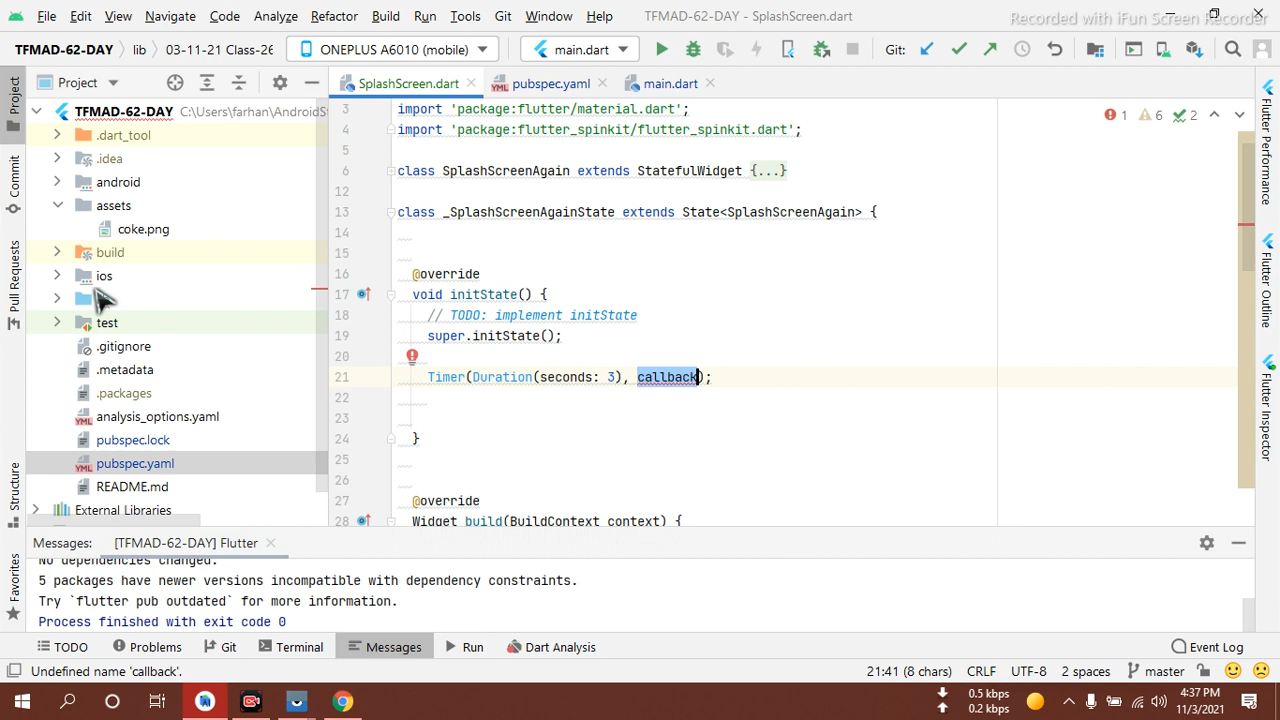 File Edit View Navigate Code Analyze Refactor Build Run Tools Git Window Help TFMAD-62-DAY - SplashScreen.dart
Recorded with iFun Screen Recorder
TFMAD-62-DAY lib 03-11-21 Class-26 ONEPLUS A6010 (mobile) main.dart Git:
Project SplashScreen.dart pubspec.yaml main.dart
TFMAD-62-DAY C:\Users\farhan\AndroidSt
.dart_tool
.idea
android
assets
coke.png
build
ios
test
.gitignore
.metadata
.packages
analysis_options.yaml
pubspec.lock
pubspec.yaml
README.md
External Libraries
Project
Commit
Pull Requests
Structure
Favorites
1 6 2
3 import 'package:flutter/material.dart';
4 import 'package:flutter_spinkit/flutter_spinkit.dart';
5
6 class SplashScreenAgain extends StatefulWidget {...}
12
13 class _SplashScreenAgainState extends State<SplashScreenAgain> {
14
15
16 @override
17 void initState() {
18 // TODO: implement initState
19 super.initState();
20
21 Timer(Duration(seconds: 3), callback);
22
23
24 }
25
26
27 @override
28 Widget build(BuildContext context) {
Flutter Performance
Flutter Outline
Flutter Inspector
Messages: [TFMAD-62-DAY] Flutter
No dependencies changed.
5 packages have newer versions incompatible with dependency constraints.
Try `flutter pub outdated` for more information.
Process finished with exit code 0
TODO Problems Git Terminal Messages Run Dart Analysis Event Log
Undefined name 'callback'. 21:41 (8 chars) CRLF UTF-8 2 spaces master
0.5 kbps
0.2 kbps
4:37 PM
11/3/2021